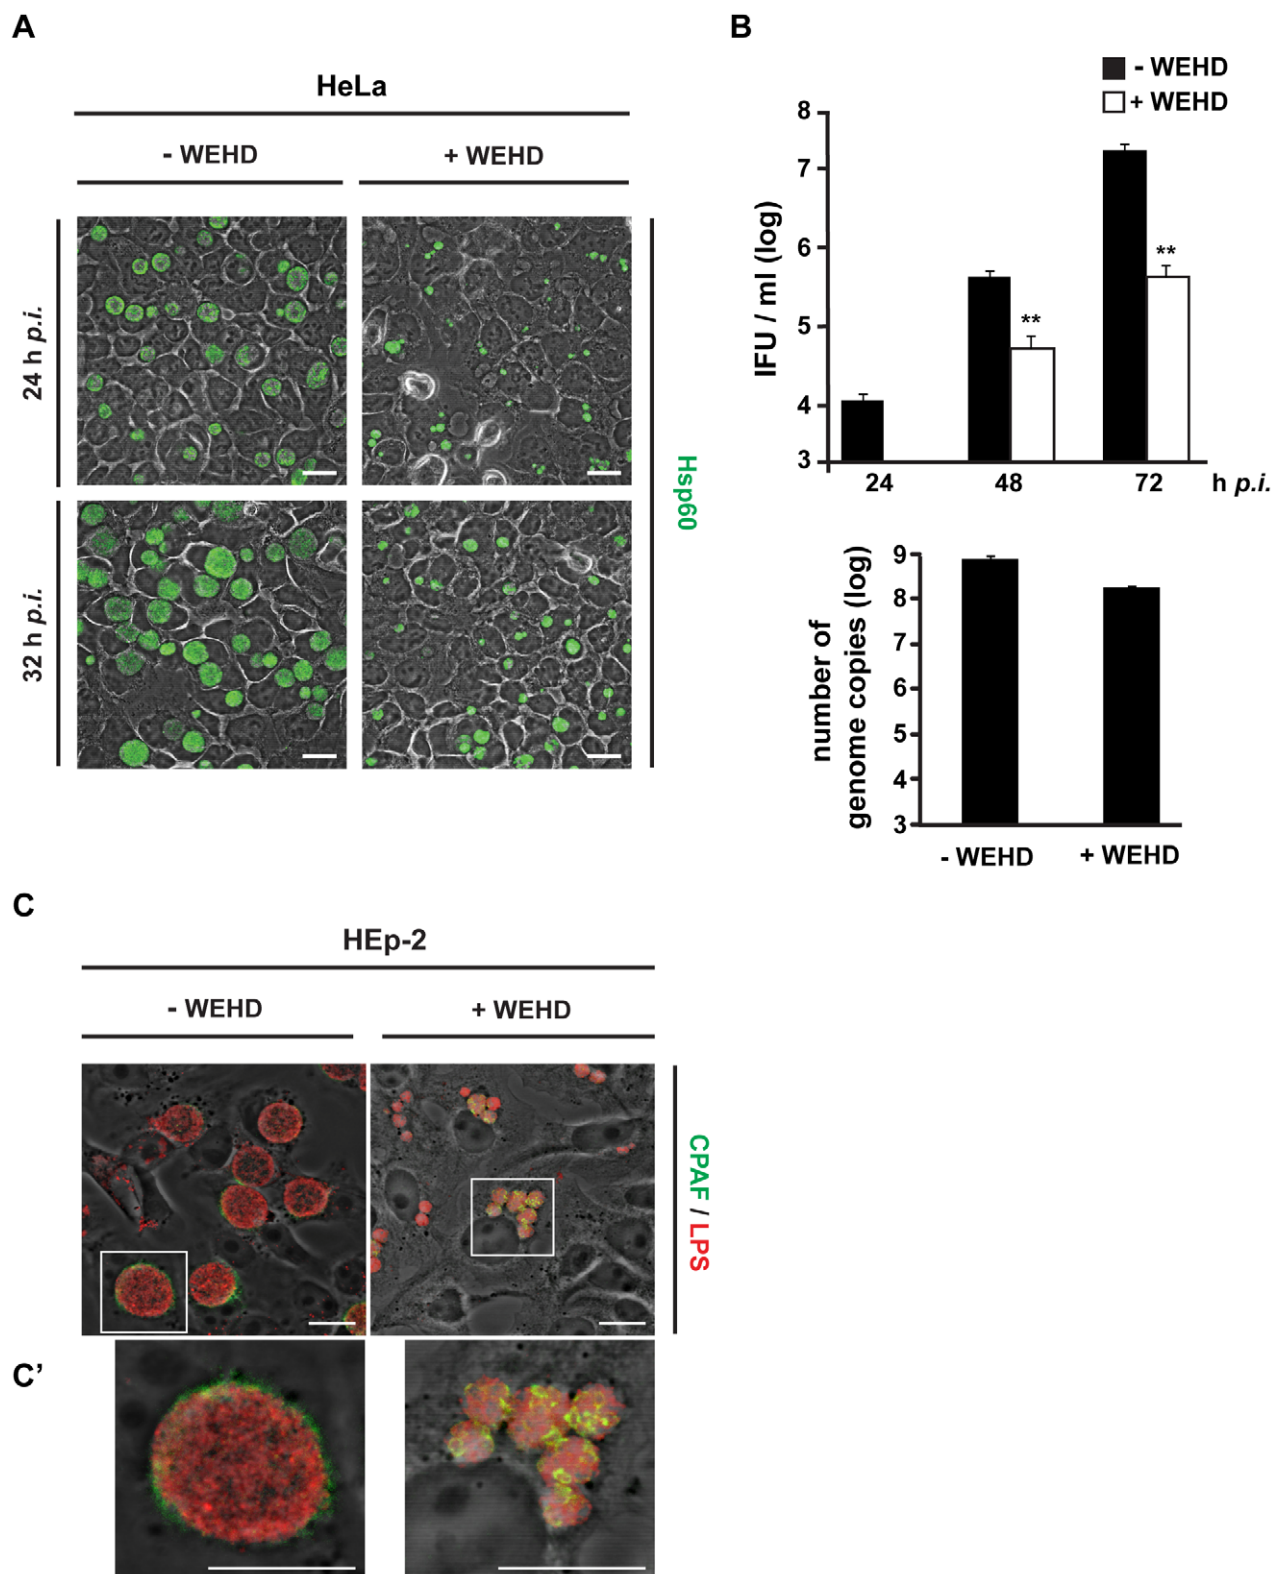 A
HeLa
- WEHD
+ WEHD
24 h p.i.
32 h p.i.
Hsp60
B
- WEHD
+ WEHD
IFU / ml (log)
8
7
6
5
4
3
**
**
24 48 72 h p.i.
number of
genome copies (log)
9
8
7
6
5
4
3
- WEHD + WEHD
C
HEp-2
- WEHD
+ WEHD
CPAF / LPS
C’